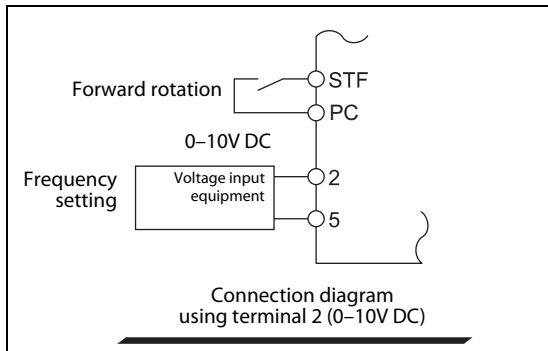 STF
Forward rotation
PC
0–10V DC
Frequency
setting
Voltage input
equipment
2
5
Connection diagram
using terminal 2 (0–10V DC)